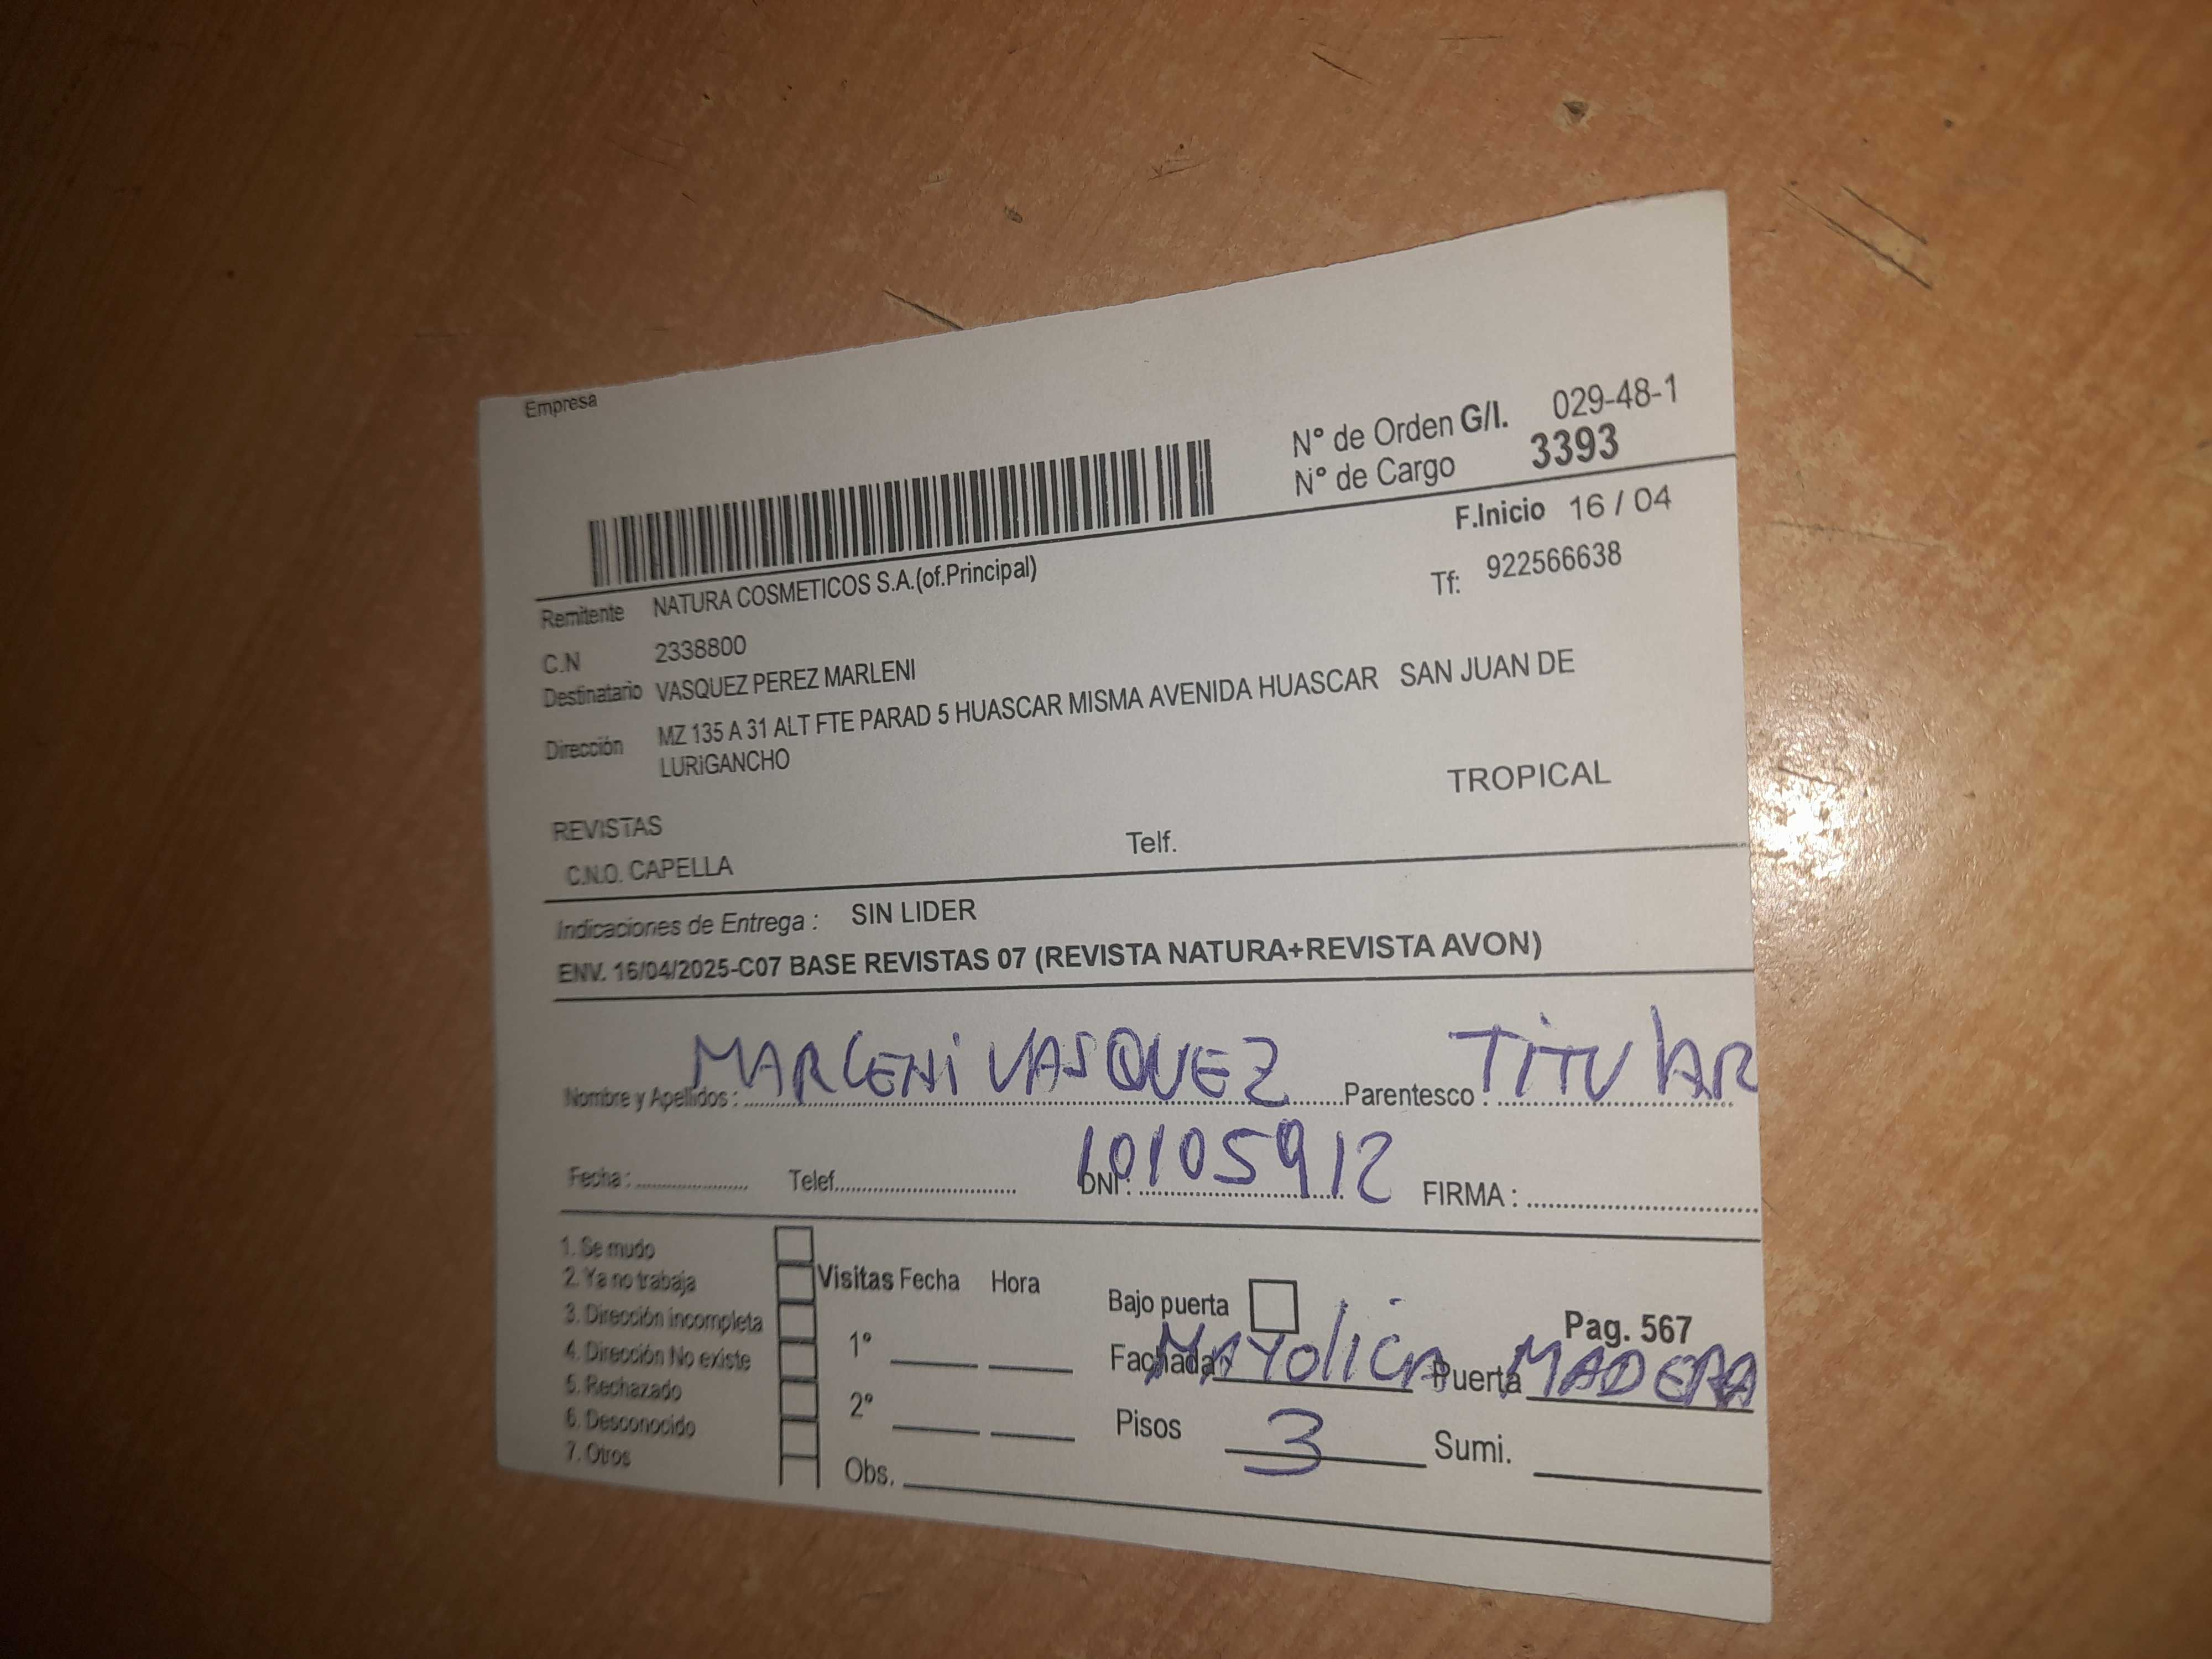 Empresa
N° de Orden G/I. 029-48-1
N° de Cargo 3393
F.Inicio 16 / 04
Remitente NATURA COSMETICOS S.A.(of.Principal)
Tf: 922566638
C.N 2338800
Destinatario VASQUEZ PEREZ MARLENI
Dirección MZ 135 A 31 ALT FTE PARAD 5 HUASCAR MISMA AVENIDA HUASCAR SAN JUAN DE
LURiGANCHO
TROPICAL
REVISTAS
C.N.O. CAPELLA Telf.
Indicaciones de Entrega : SIN LIDER
ENV. 16/04/2025-C07 BASE REVISTAS 07 (REVISTA NATURA+REVISTA AVON)
Nombre y Apellidos : MARLENi VASQUEZ Parentesco : TiTULAR
Fecha : Telef. DNI : 10105912 FIRMA :
1. Se mudo
2. Ya no trabaja Visitas Fecha Hora
3. Dirección incompleta Bajo puerta Pag. 567
4. Dirección No existe 1° Fachada MAYOliCA Puerta MADERA
5. Rechazado
6. Desconocido 2° Pisos 3 Sumi.
7. Otros Obs.